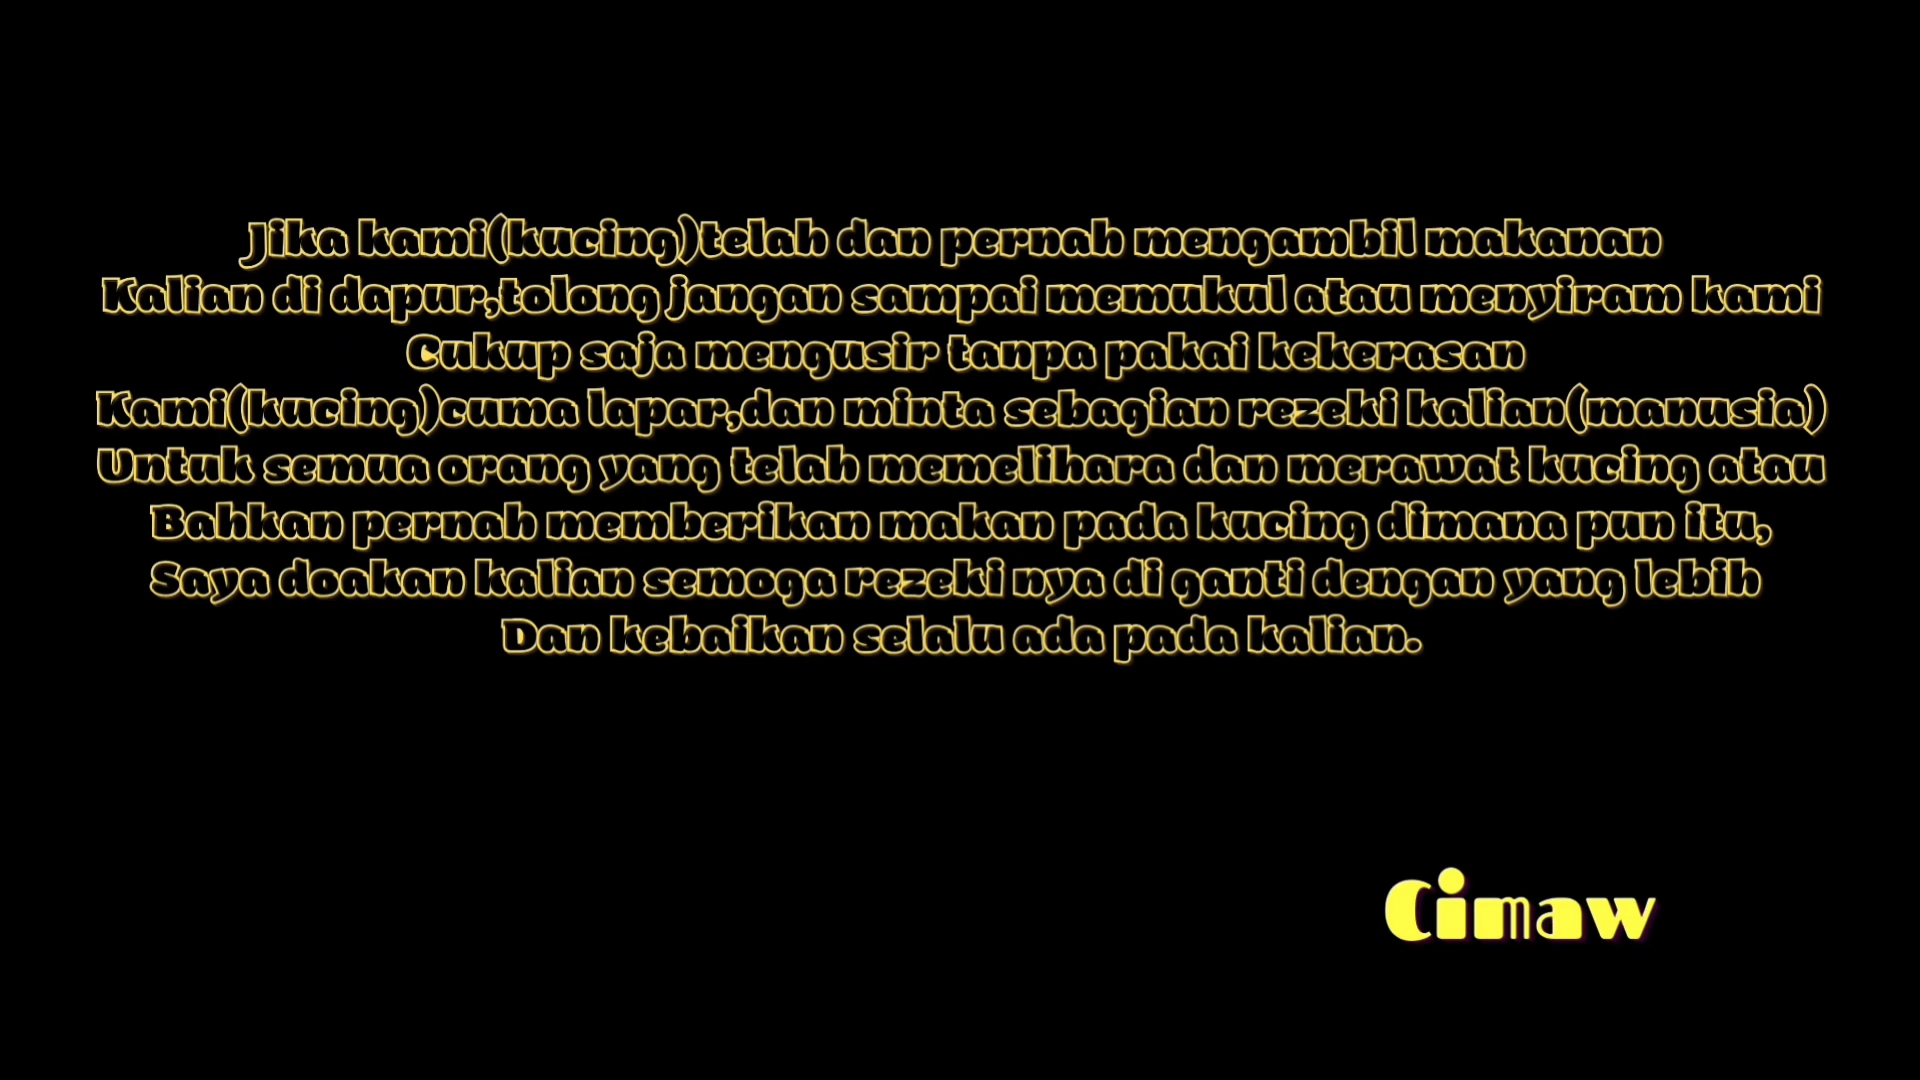 Jika kami(kucing)telah dan pernah mengambil makanan
Kalian di dapur,tolong jangan sampai memukul atau menyiram kami
Cukup saja mengusir tanpa pakai kekerasan
Kami(kucing)cuma lapar,dan minta sebagian rezeki kalian(manusia)
Untuk semua orang yang telah memelihara dan merawat kucing atau
Bahkan pernah memberikan makan pada kucing dimana pun itu,
Saya doakan kalian semoga rezeki nya di ganti dengan yang lebih
Dan kebaikan selalu ada pada kalian.
Cimaw